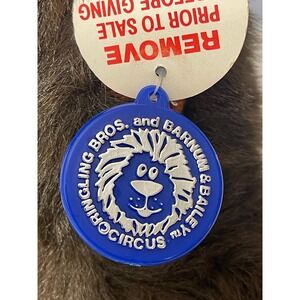 REMOVE
PRIOR TO SALE
BEFORE GIVING
RINGLING BROS. and BARNUM & BAILEY™
CIRCUS